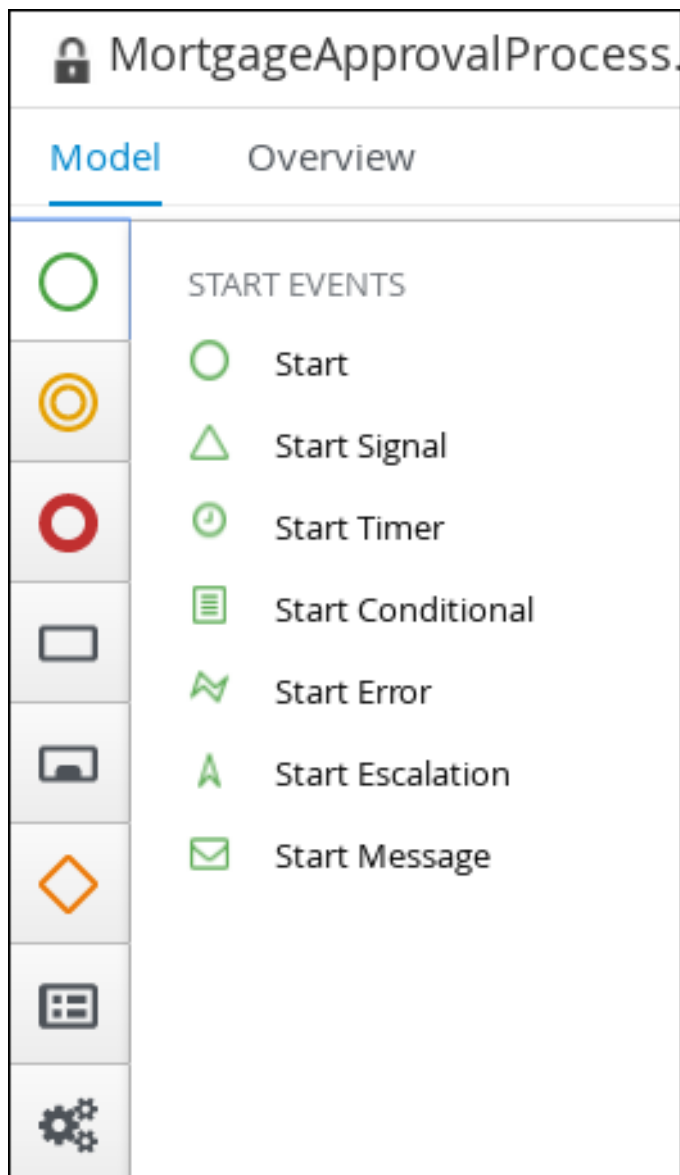 MortgageApprovalProcess.
Model Overview
START EVENTS
Start
Start Signal
Start Timer
Start Conditional
Start Error
Start Escalation
Start Message